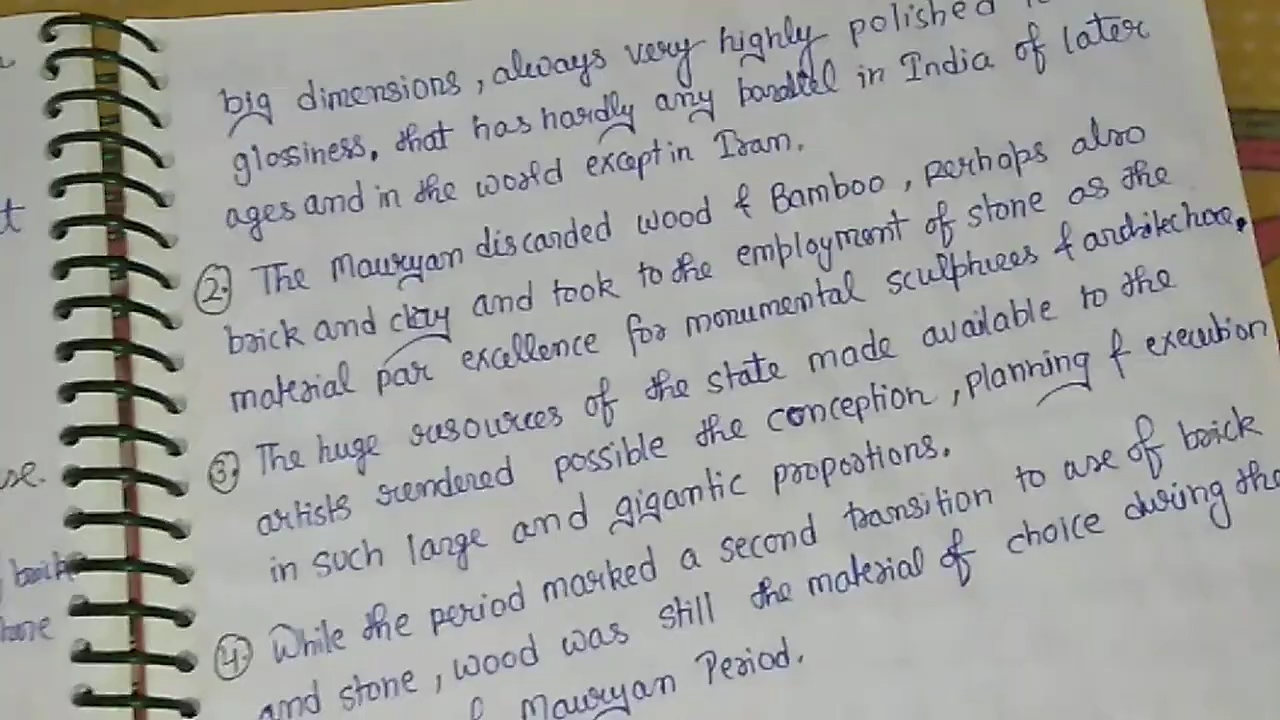 big dimensions, always very highly polished
glossiness, that has hardly any parallel in India of later
ages and in the world except in Iran.
② The Mauryan discarded wood & Bamboo, perhaps also
brick and clay and took to the employment of stone as the
material par excellence for monumental sculptures & architecture.
③ The huge resources of the state made available to the
artists rendered possible the conception, planning & execution
in such large and gigantic proportions.
④ While the period marked a second transition to use of brick
and stone, wood was still the material of choice during the
Mauryan Period.
t
se.
brick